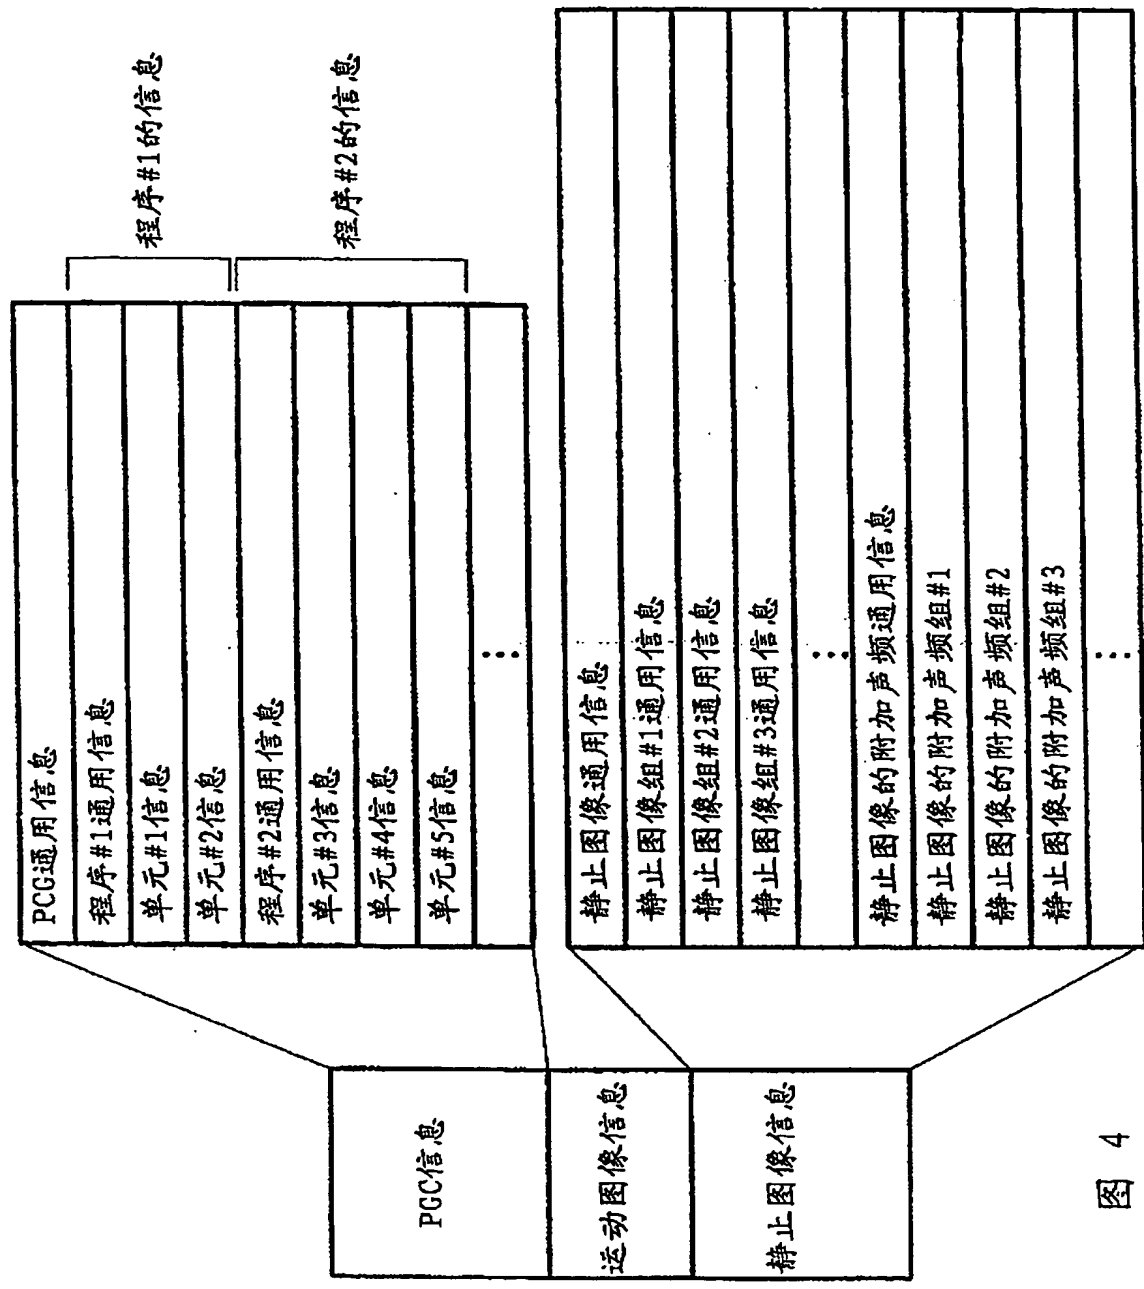 PGC信息
运动图像信息
静止图像信息
PCG通用信息
程序#1通用信息
单元#1信息
单元#2信息
程序#2通用信息
单元#3信息
单元#4信息
单元#5信息
⋮
程序#1的信息
程序#2的信息
静止图像通用信息
静止图像组#1通用信息
静止图像组#2通用信息
静止图像组#3通用信息
⋮
静止图像的附加声频通用信息
静止图像的附加声频组#1
静止图像的附加声频组#2
静止图像的附加声频组#3
⋮
图 4